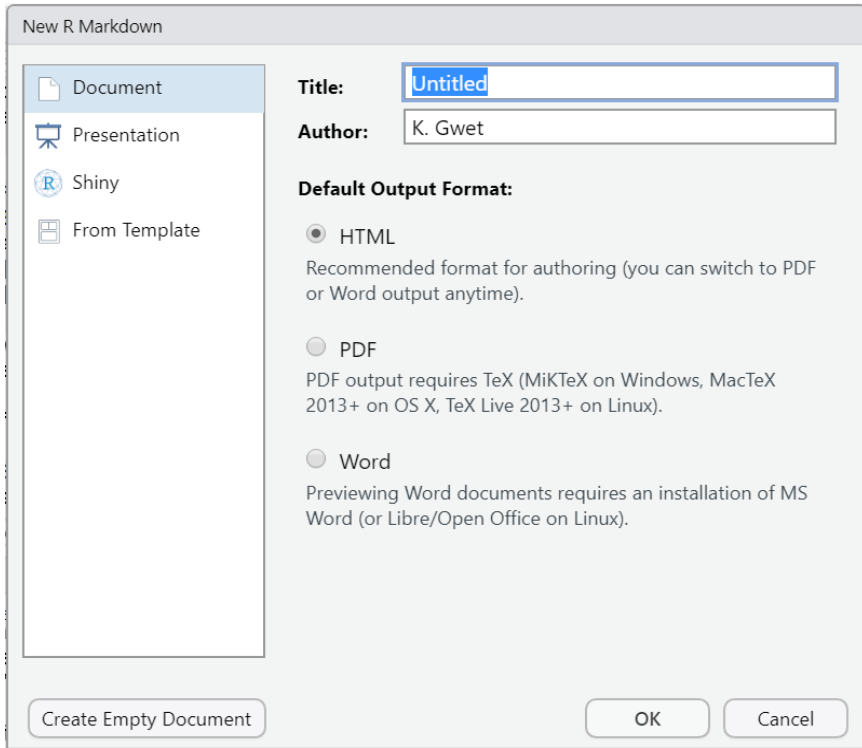 New R Markdown
Document
Presentation
R Shiny
From Template
Title: Untitled
Author: K. Gwet
Default Output Format:
HTML
Recommended format for authoring (you can switch to PDF
or Word output anytime).
PDF
PDF output requires TeX (MiKTeX on Windows, MacTeX
2013+ on OS X, TeX Live 2013+ on Linux).
Word
Previewing Word documents requires an installation of MS
Word (or Libre/Open Office on Linux).
Create Empty Document OK Cancel